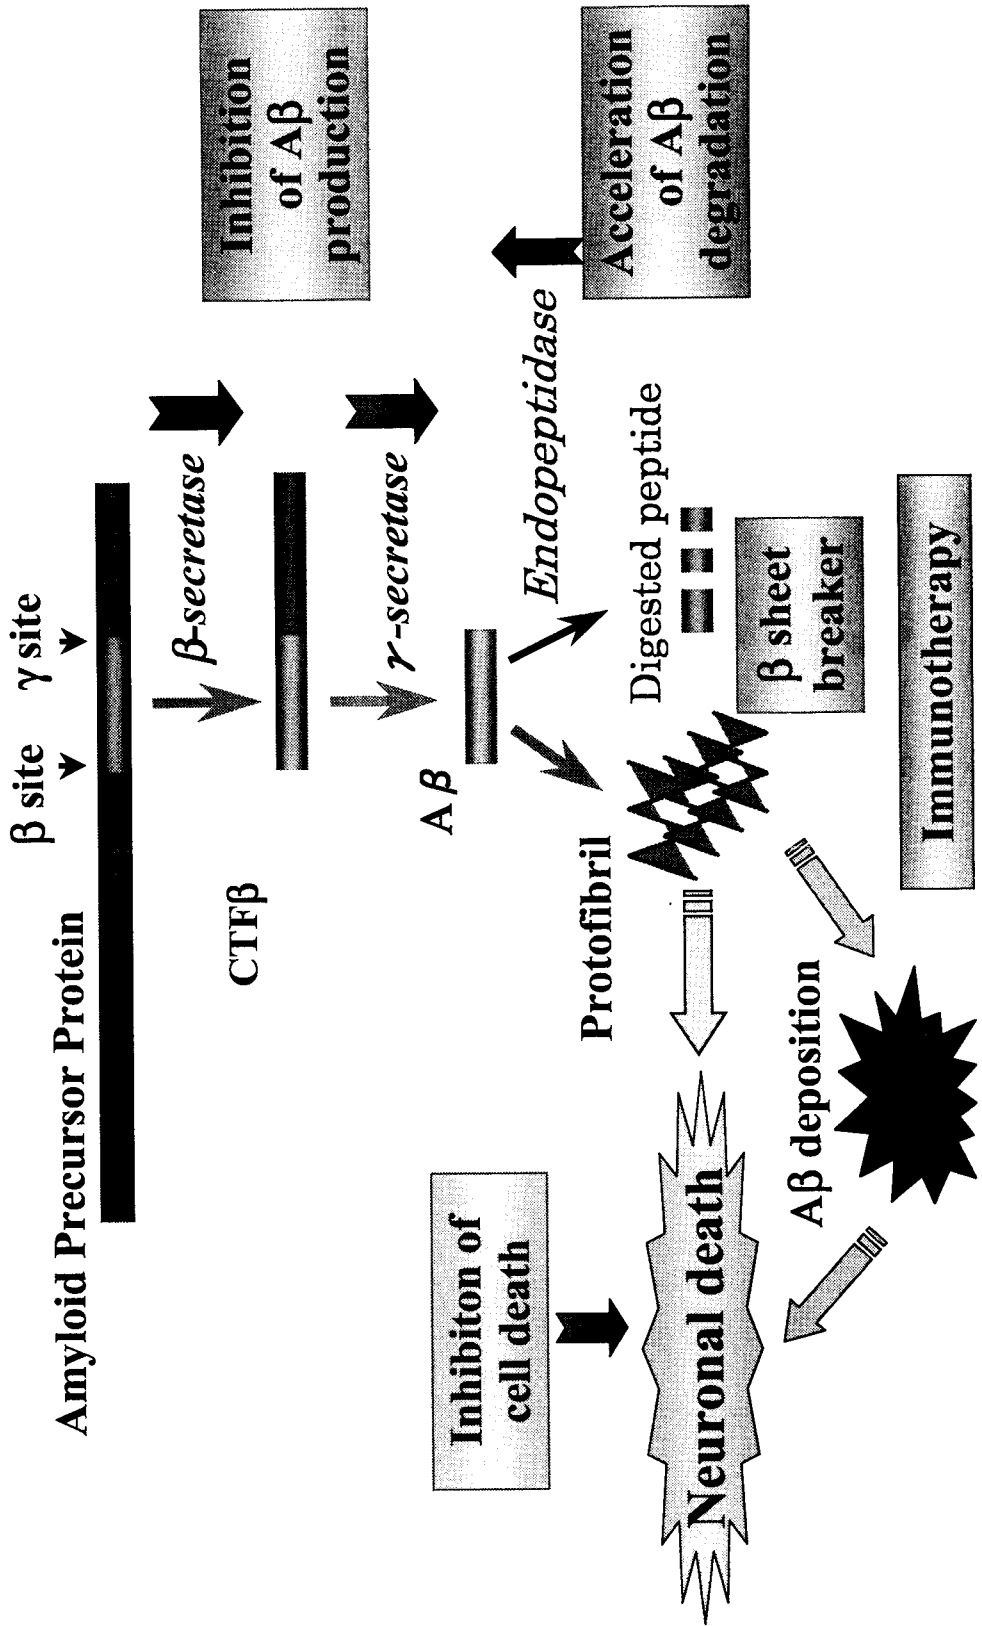 Amyloid Precursor Protein
β site
γ site
β-secretase
CTFβ
γ-secretase
Inhibition
of Aβ
production
A β
Endopeptidase
Acceleration
of Aβ
degradation
Digested peptide
Protofibril
β sheet
breaker
Immunotherapy
Inhibiton of
cell death
Neuronal death
Aβ deposition